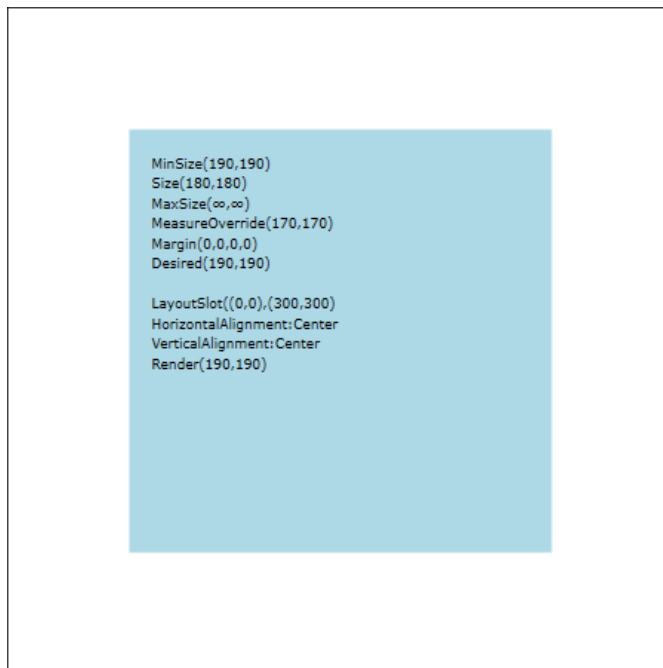 MinSize(190,190)
Size(180,180)
MaxSize(∞,∞)
MeasureOverride(170,170)
Margin(0,0,0,0)
Desired(190,190)
LayoutSlot((0,0),(300,300)
HorizontalAlignment:Center
VerticalAlignment:Center
Render(190,190)